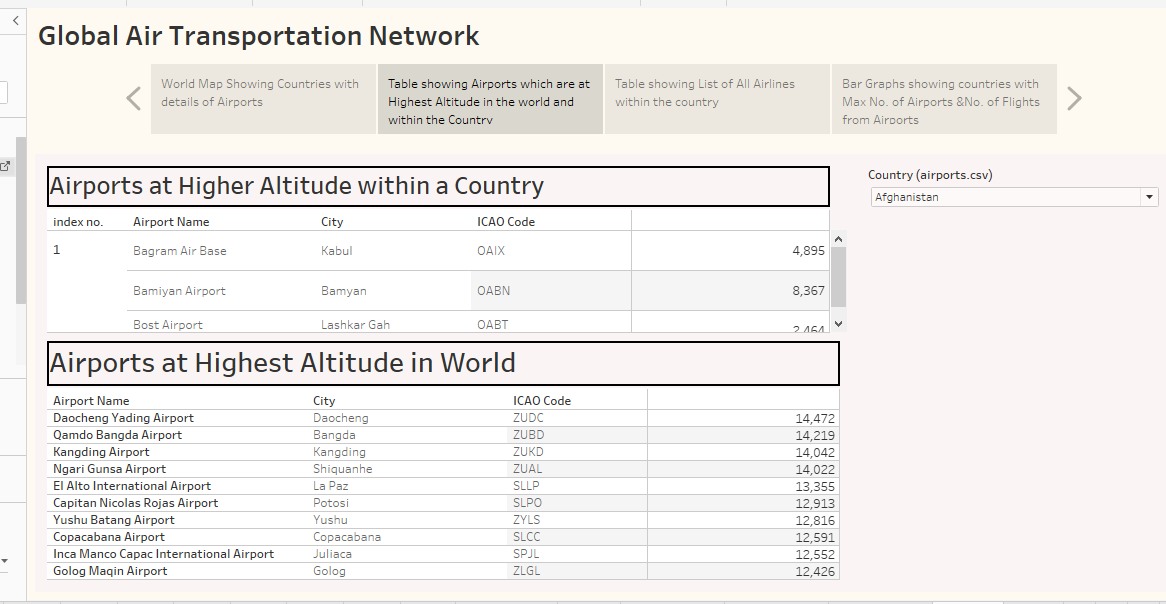 Global Air Transportation Network
World Map Showing Countries with
details of Airports
Table showing Airports which are at
Highest Altitude in the world and
within the Country
Table showing List of All Airlines
within the country
Bar Graphs showing countries with
Max No. of Airports &No. of Flights
from Airports
Airports at Higher Altitude within a Country
Country (airports.csv)
Afghanistan
index no. Airport Name City ICAO Code
1 Bagram Air Base Kabul OAIX 4,895
Bamiyan Airport Bamyan OABN 8,367
Bost Airport Lashkar Gah OABT 2,464
Airports at Highest Altitude in World
Airport Name City ICAO Code
Daocheng Yading Airport Daocheng ZUDC 14,472
Qamdo Bangda Airport Bangda ZUBD 14,219
Kangding Airport Kangding ZUKD 14,042
Ngari Gunsa Airport Shiquanhe ZUAL 14,022
El Alto International Airport La Paz SLLP 13,355
Capitan Nicolas Rojas Airport Potosi SLPO 12,913
Yushu Batang Airport Yushu ZYLS 12,816
Copacabana Airport Copacabana SLCC 12,591
Inca Manco Capac International Airport Juliaca SPJL 12,552
Golog Maqin Airport Golog ZLGL 12,426